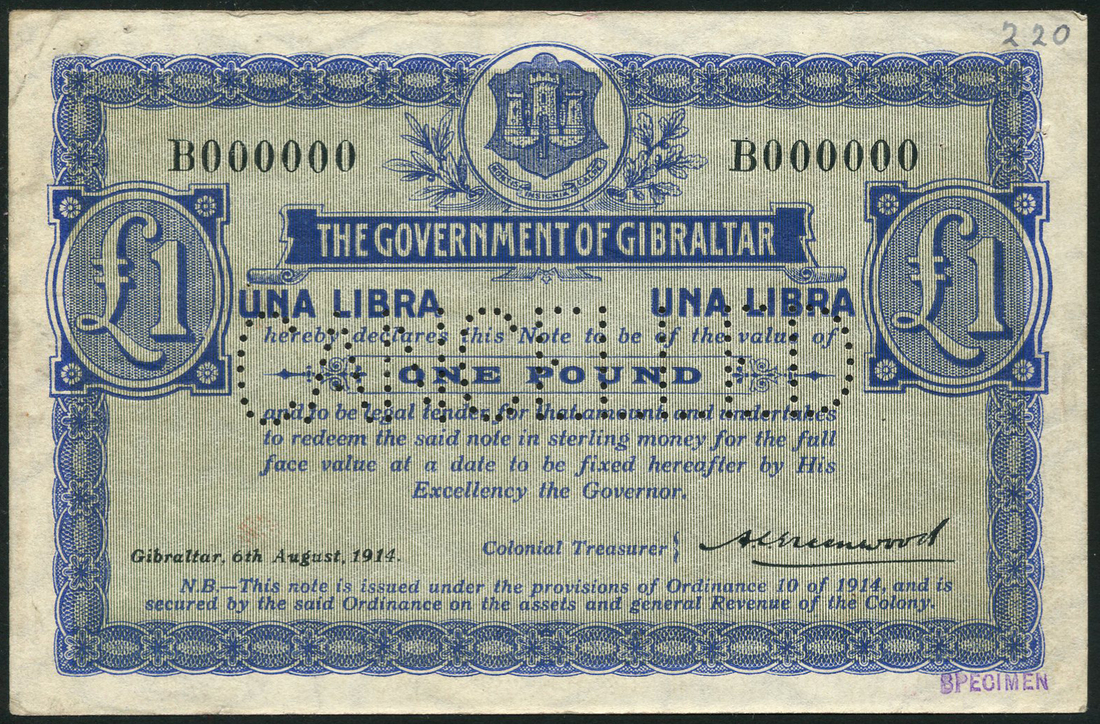 220
B000000 B000000
THE GOVERNMENT OF GIBRALTAR
£1 £1
UNA LIBRA UNA LIBRA
hereby declares this Note to be of the value of
ONE POUND
CANCELLED
and to be legal tender for that amount, and undertakes
to redeem the said note in sterling money for the full
face value at a date to be fixed hereafter by His
Excellency the Governor.
Gibraltar, 6th August, 1914. Colonial Treasurer A C Greenwood
N.B.—This note is issued under the provisions of Ordinance 10 of 1914, and is
secured by the said Ordinance on the assets and general Revenue of the Colony.
SPECIMEN